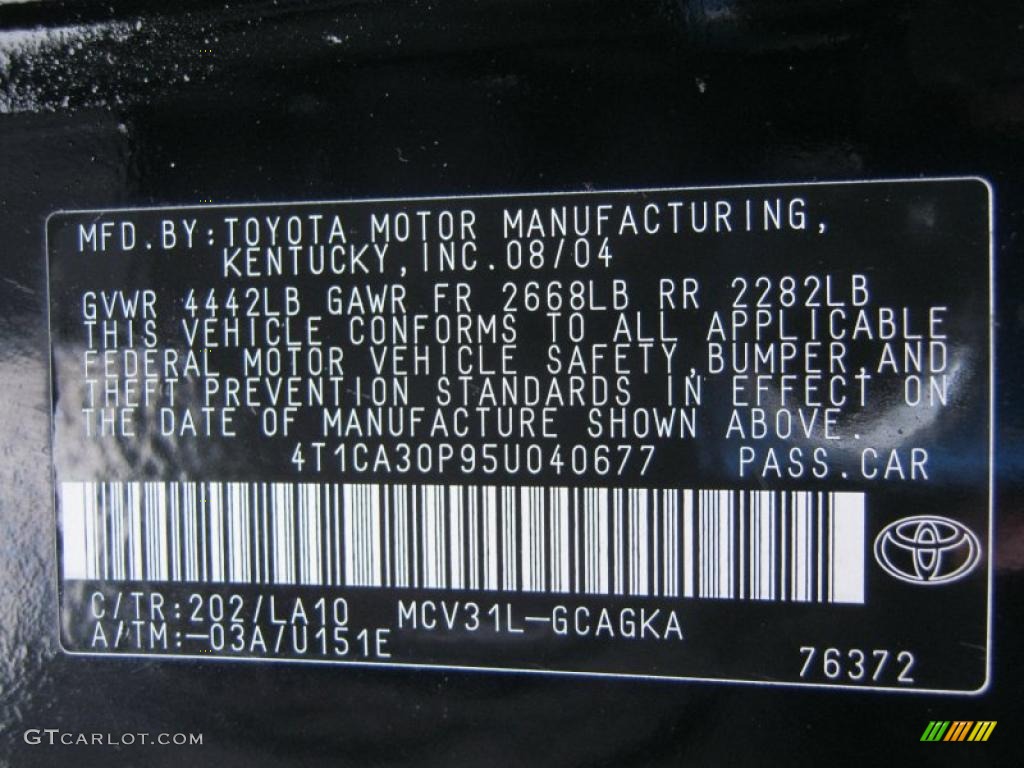 MFD.BY:TOYOTA MOTOR MANUFACTURING,
KENTUCKY,INC.08/04
GVWR 4442LB GAWR FR 2668LB RR 2282LB
THIS VEHICLE CONFORMS TO ALL APPLICABLE
FEDERAL MOTOR VEHICLE SAFETY,BUMPER,AND
THEFT PREVENTION STANDARDS IN EFFECT ON
THE DATE OF MANUFACTURE SHOWN ABOVE.
4T1CA30P95U040677 PASS.CAR
C/TR:202/LA10 MCV31L-GCAGKA
A/TM:-03A/U151E
76372
GTCARLOT.COM